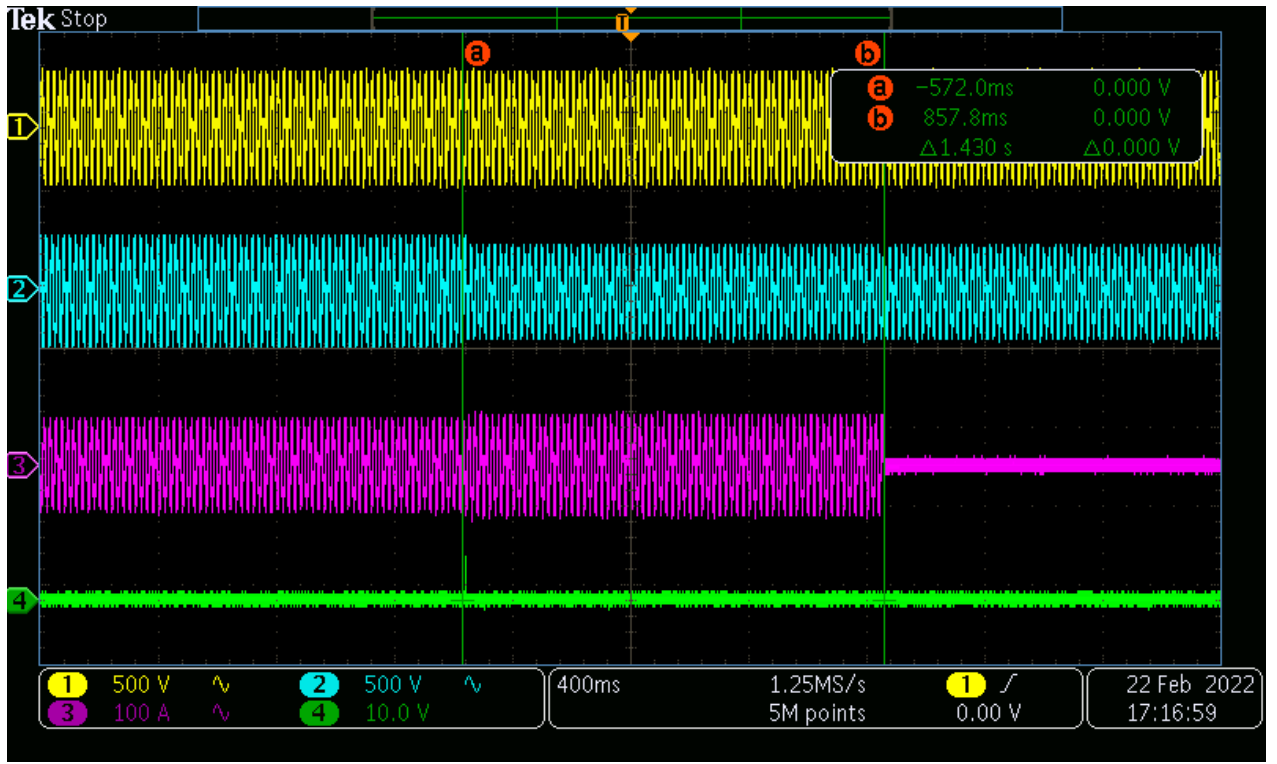 Tek Stop
T
a b
a -572.0ms 0.000 V
b 857.8ms 0.000 V
△1.430 s △0.000 V
1
2
3
4
1 500 V 2 500 V 400ms 1.25MS/s 1 22 Feb 2022
3 100 A 4 10.0 V 5M points 0.00 V 17:16:59